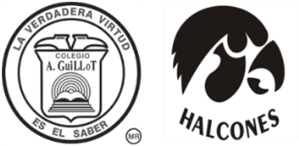 LA VERDADERA VIRTUD
COLEGIO
A. GuiLLoT
ES EL SABER
MR
HALCONES